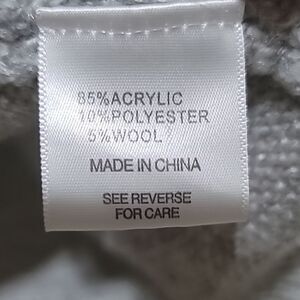 85%ACRYLIC
10%POLYESTER
5%WOOL
MADE IN CHINA
SEE REVERSE
FOR CARE